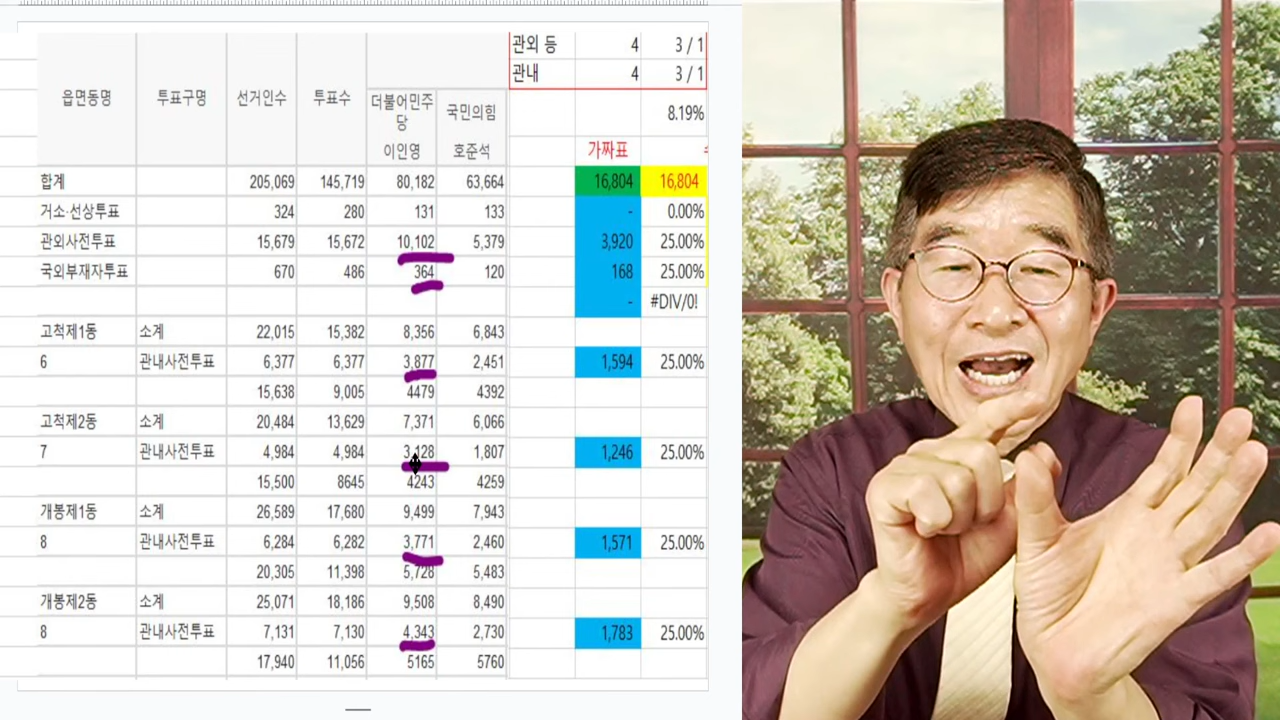 관외 등 4 3 / 1
관내 4 3 / 1
읍면동명 투표구명 선거인수 투표수 더불어민주당 이인영 국민의힘 호준석
8.19%
가짜표
합계 205,069 145,719 80,182 63,664 16,804 16,804
거소·선상투표 324 280 131 133 - 0.00%
관외사전투표 15,679 15,672 10,102 5,379 3,920 25.00%
국외부재자투표 670 486 364 120 168 25.00%
- #DIV/0!
고척제1동 소계 22,015 15,382 8,356 6,843
6 관내사전투표 6,377 6,377 3,877 2,451 1,594 25.00%
15,638 9,005 4479 4392
고척제2동 소계 20,484 13,629 7,371 6,066
7 관내사전투표 4,984 4,984 3,128 1,807 1,246 25.00%
15,500 8645 4243 4259
개봉제1동 소계 26,589 17,680 9,499 7,943
8 관내사전투표 6,284 6,282 3,771 2,460 1,571 25.00%
20,305 11,398 5,728 5,483
개봉제2동 소계 25,071 18,186 9,508 8,490
8 관내사전투표 7,131 7,130 4,343 2,730 1,783 25.00%
17,940 11,056 5165 5760